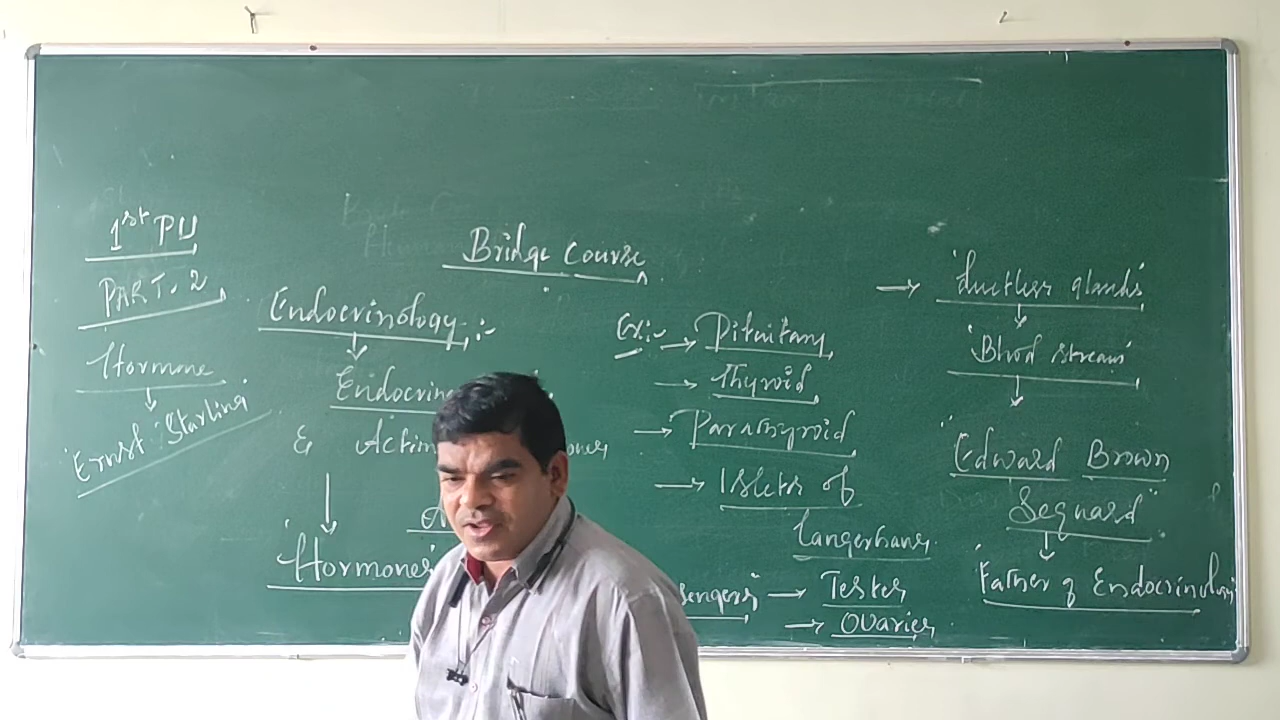 1st PU
PART. 2
Hormone
"Ernst Starling"
Bridge Course
Endocrinology :-
Endocrine
& Action
"Hormones"
Ex:- → Pituitary
→ Thyroid
→ Parathyroid
→ Islets of
Langerhans.
→ Testes
→ Ovaries
→ "Ductless glands"
"Blood stream"
"Edward Brown
Sequard"
"Father of Endocrinology"